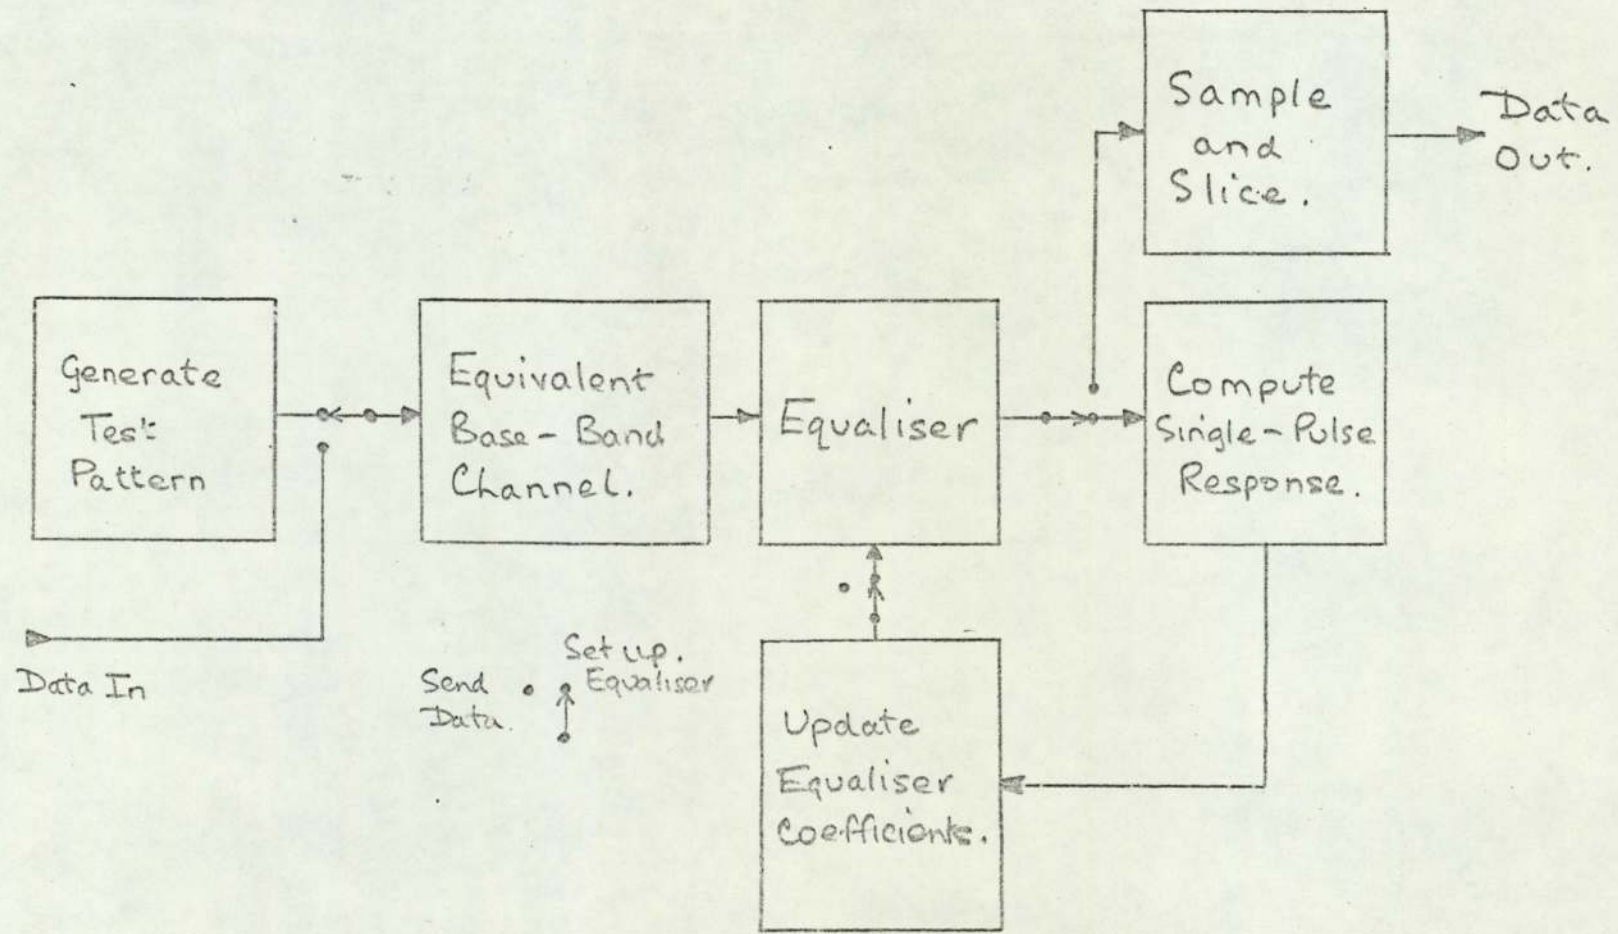 Sample
and
Slice.
Data
Out.
Generate
Test
Pattern
Equivalent
Base-Band
Channel.
Equaliser
Compute
Single-Pulse
Response.
Data In
Send
Data.
Set up.
Equaliser
Update
Equaliser
Coefficients.